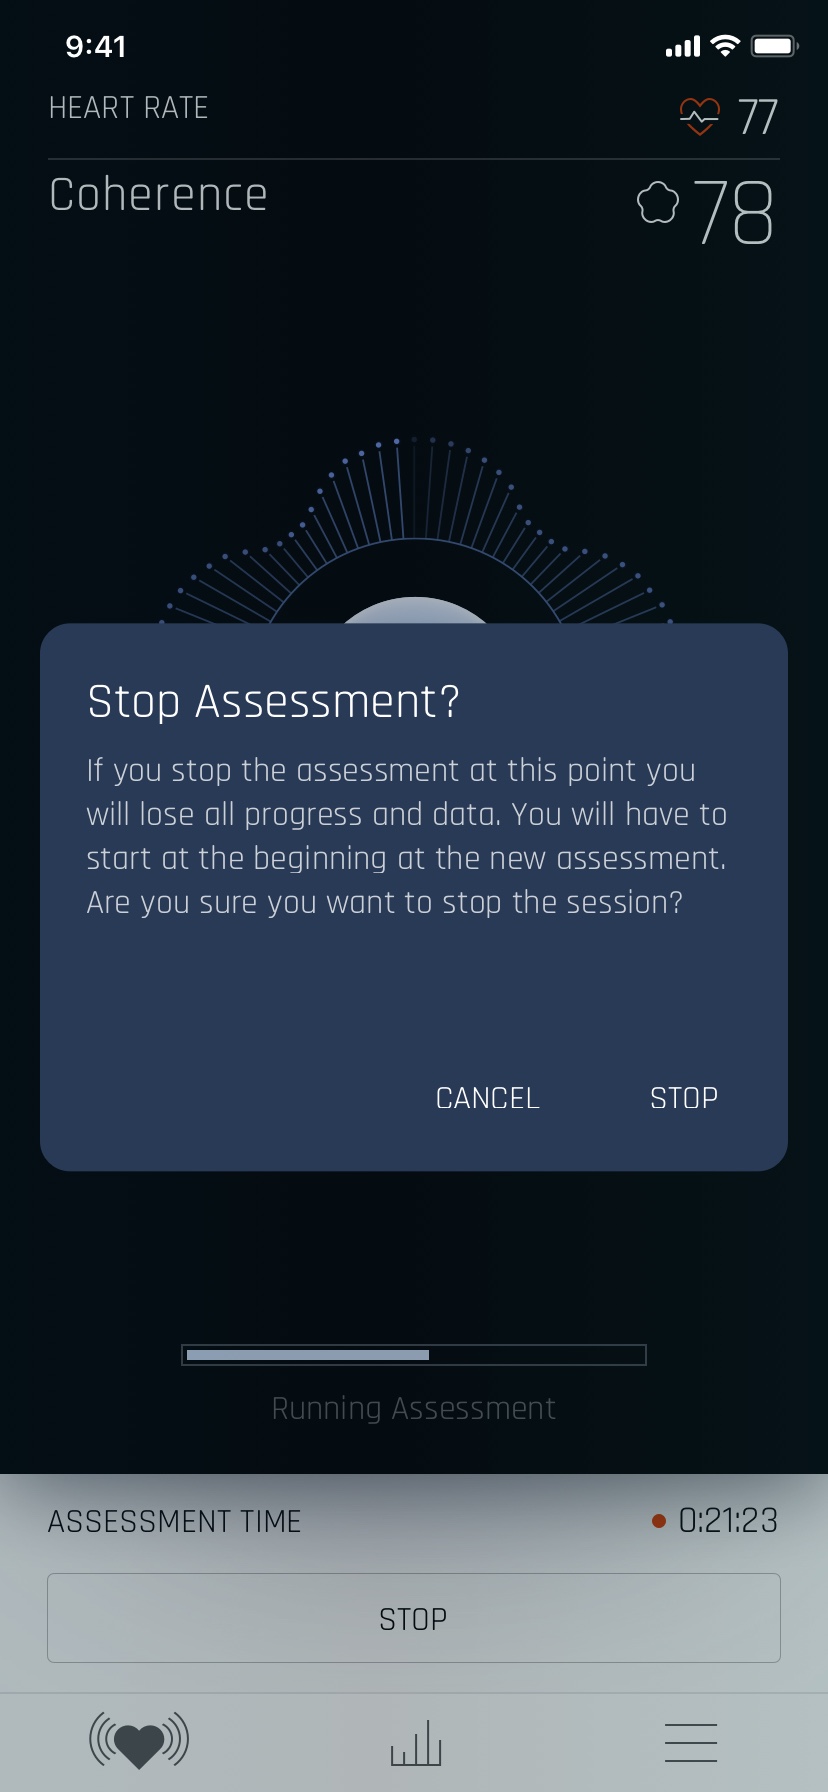 9:41
HEART RATE 77
Coherence 78
Stop Assessment?
If you stop the assessment at this point you
will lose all progress and data. You will have to
start at the beginning at the new assessment.
Are you sure you want to stop the session?
CANCEL STOP
Running Assessment
ASSESSMENT TIME 0:21:23
STOP